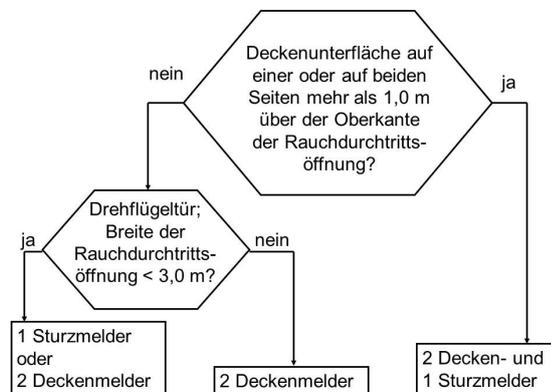 Deckenunterfläche auf
einer oder auf beiden
Seiten mehr als 1,0 m
über der Oberkante
der Rauchdurchtritts-
öffnung?
nein
ja
Drehflügeltür;
Breite der
Rauchdurchtritts-
öffnung < 3,0 m?
ja
nein
1 Sturzmelder
oder
2 Deckenmelder
2 Deckenmelder
2 Decken- und
1 Sturzmelder